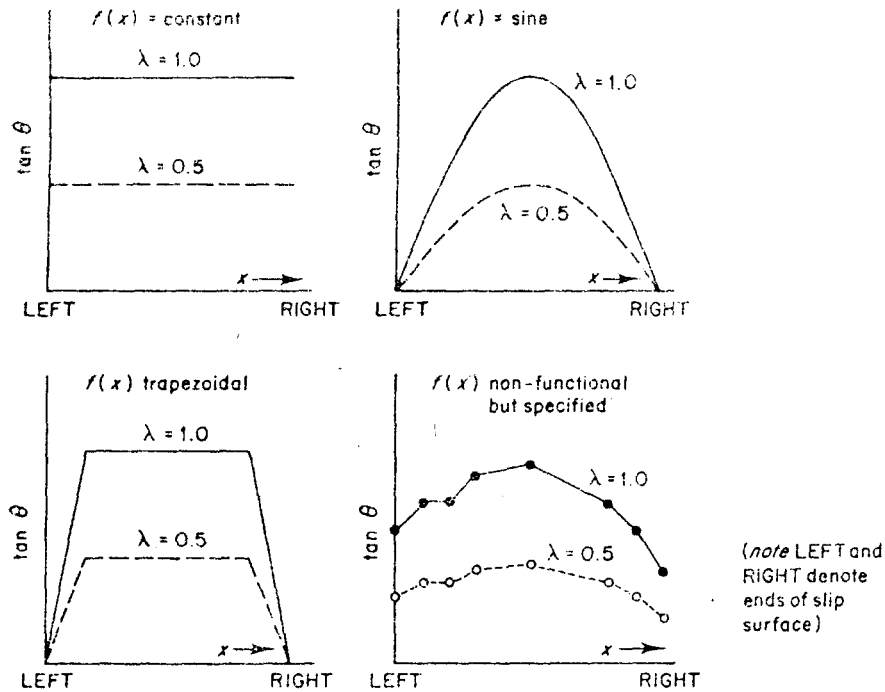 f(x) = constant
λ = 1.0
λ = 0.5
tan θ
x
LEFT
RIGHT
f(x) = sine
λ = 1.0
λ = 0.5
tan θ
x
LEFT
RIGHT
f(x) trapezoidal
λ = 1.0
λ = 0.5
tan θ
x
LEFT
RIGHT
f(x) non-functional
but specified
λ = 1.0
λ = 0.5
tan θ
x
LEFT
RIGHT
(note LEFT and
RIGHT denote
ends of slip
surface)